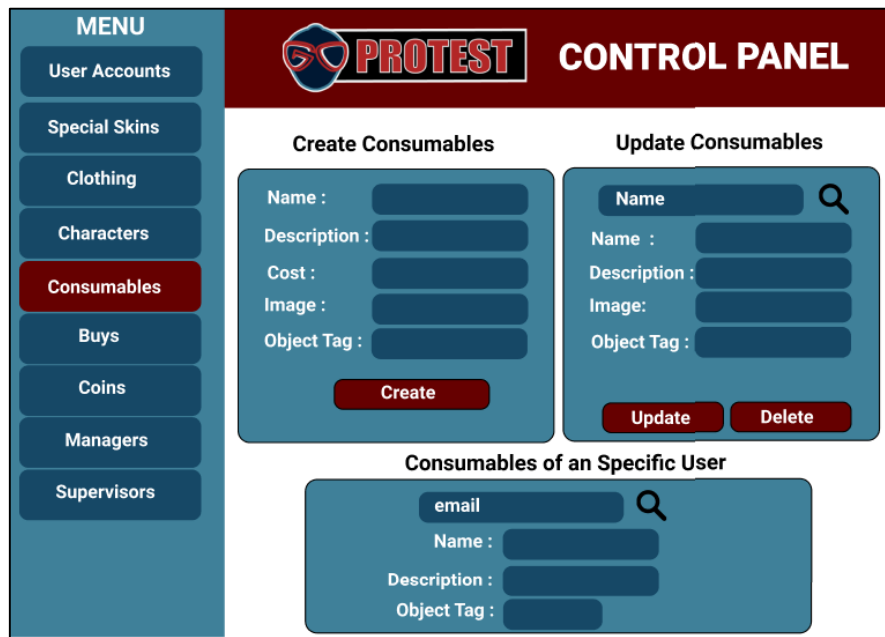 MENU
User Accounts
Special Skins
Clothing
Characters
Consumables
Buys
Coins
Managers
Supervisors
GO PROTEST CONTROL PANEL
Create Consumables
Name :
Description :
Cost :
Image :
Object Tag :
Create
Update Consumables
Name
Name :
Description :
Image:
Object Tag :
Update Delete
Consumables of an Specific User
email
Name :
Description :
Object Tag :